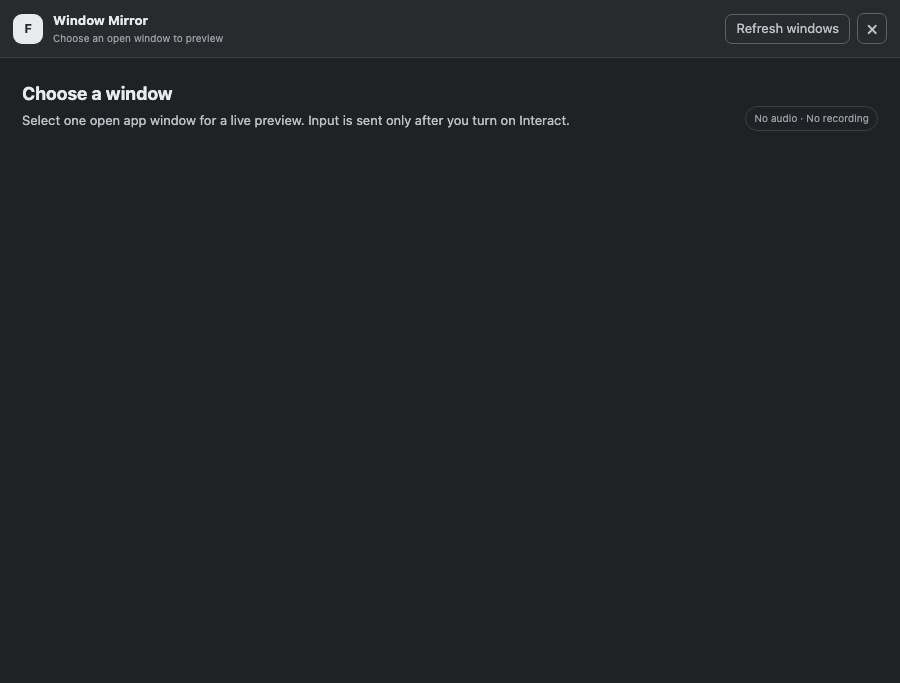 F
Window Mirror
Choose an open window to preview
Refresh windows
×
Choose a window
Select one open app window for a live preview. Input is sent only after you turn on Interact.
No audio · No recording